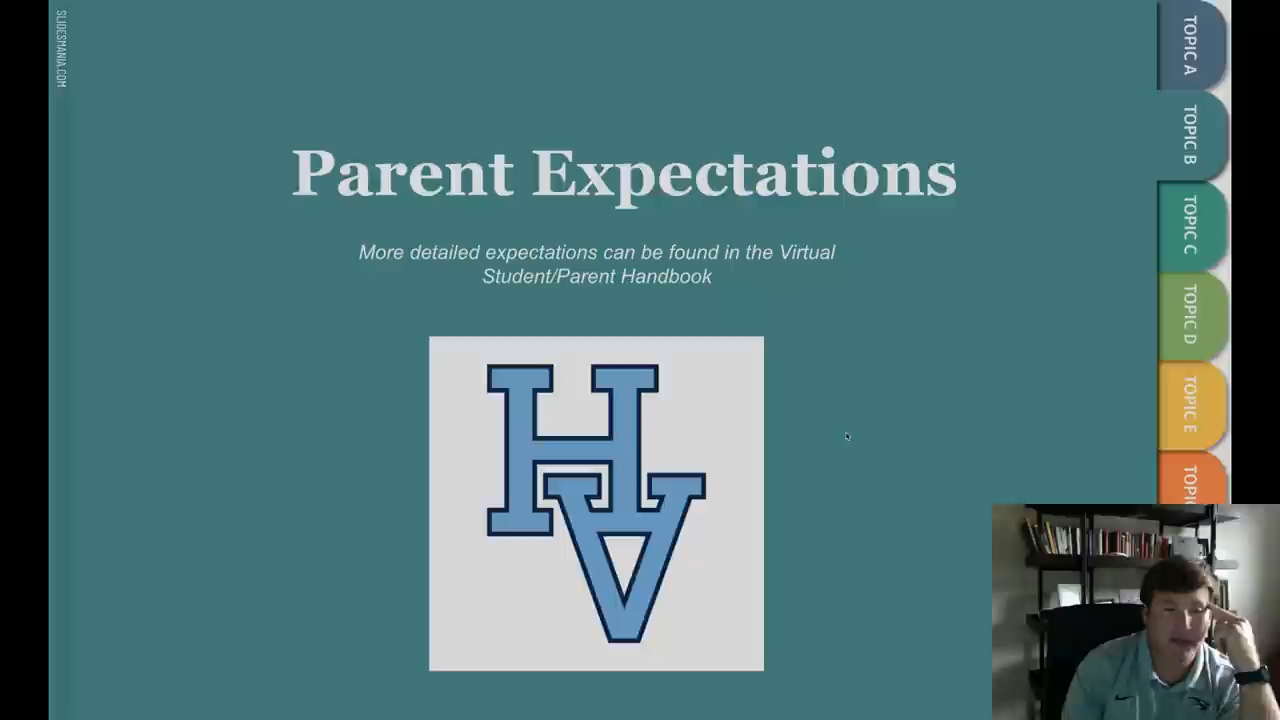 SLIDESMANIA.COM
Parent Expectations
More detailed expectations can be found in the Virtual
Student/Parent Handbook
HV
TOPIC A
TOPIC B
TOPIC C
TOPIC D
TOPIC E